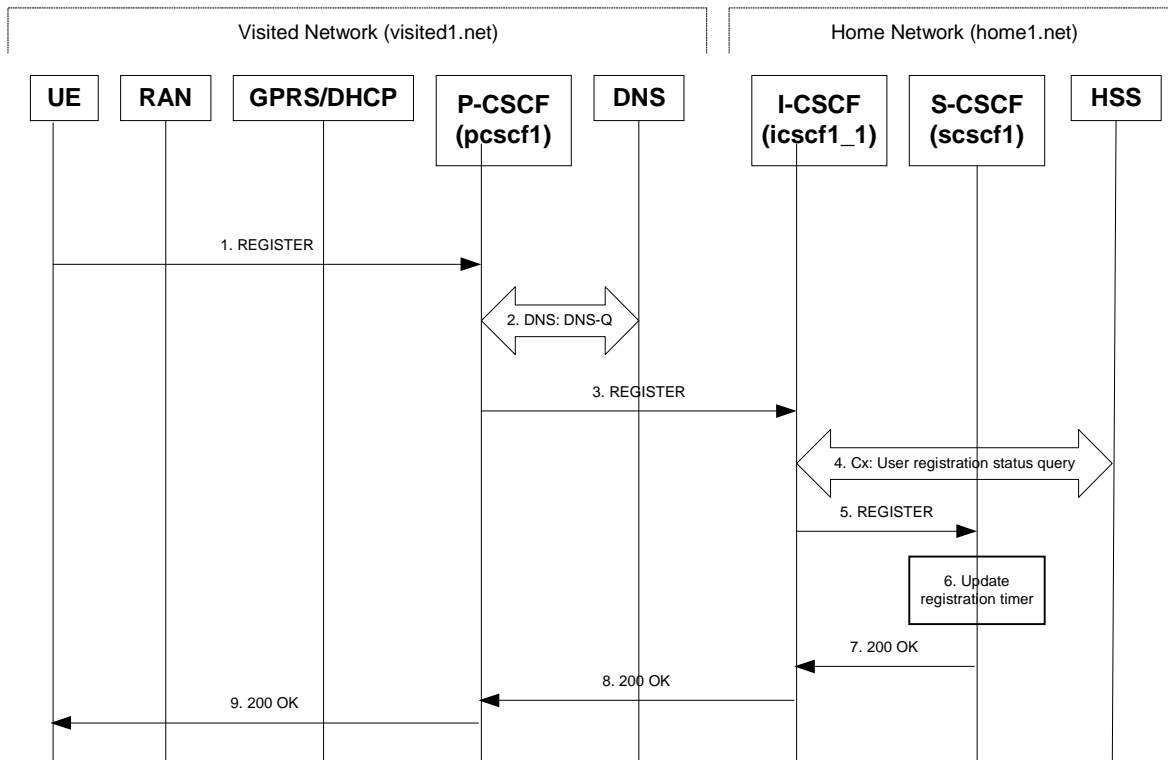 Visited Network (visited1.net)
Home Network (home1.net)
UE
RAN
GPRS/DHCP
P-CSCF
(pcscf1)
DNS
I-CSCF
(icscf1_1)
S-CSCF
(scscf1)
HSS
1. REGISTER
2. DNS: DNS-Q
3. REGISTER
4. Cx: User registration status query
5. REGISTER
6. Update
registration timer
7. 200 OK
8. 200 OK
9. 200 OK